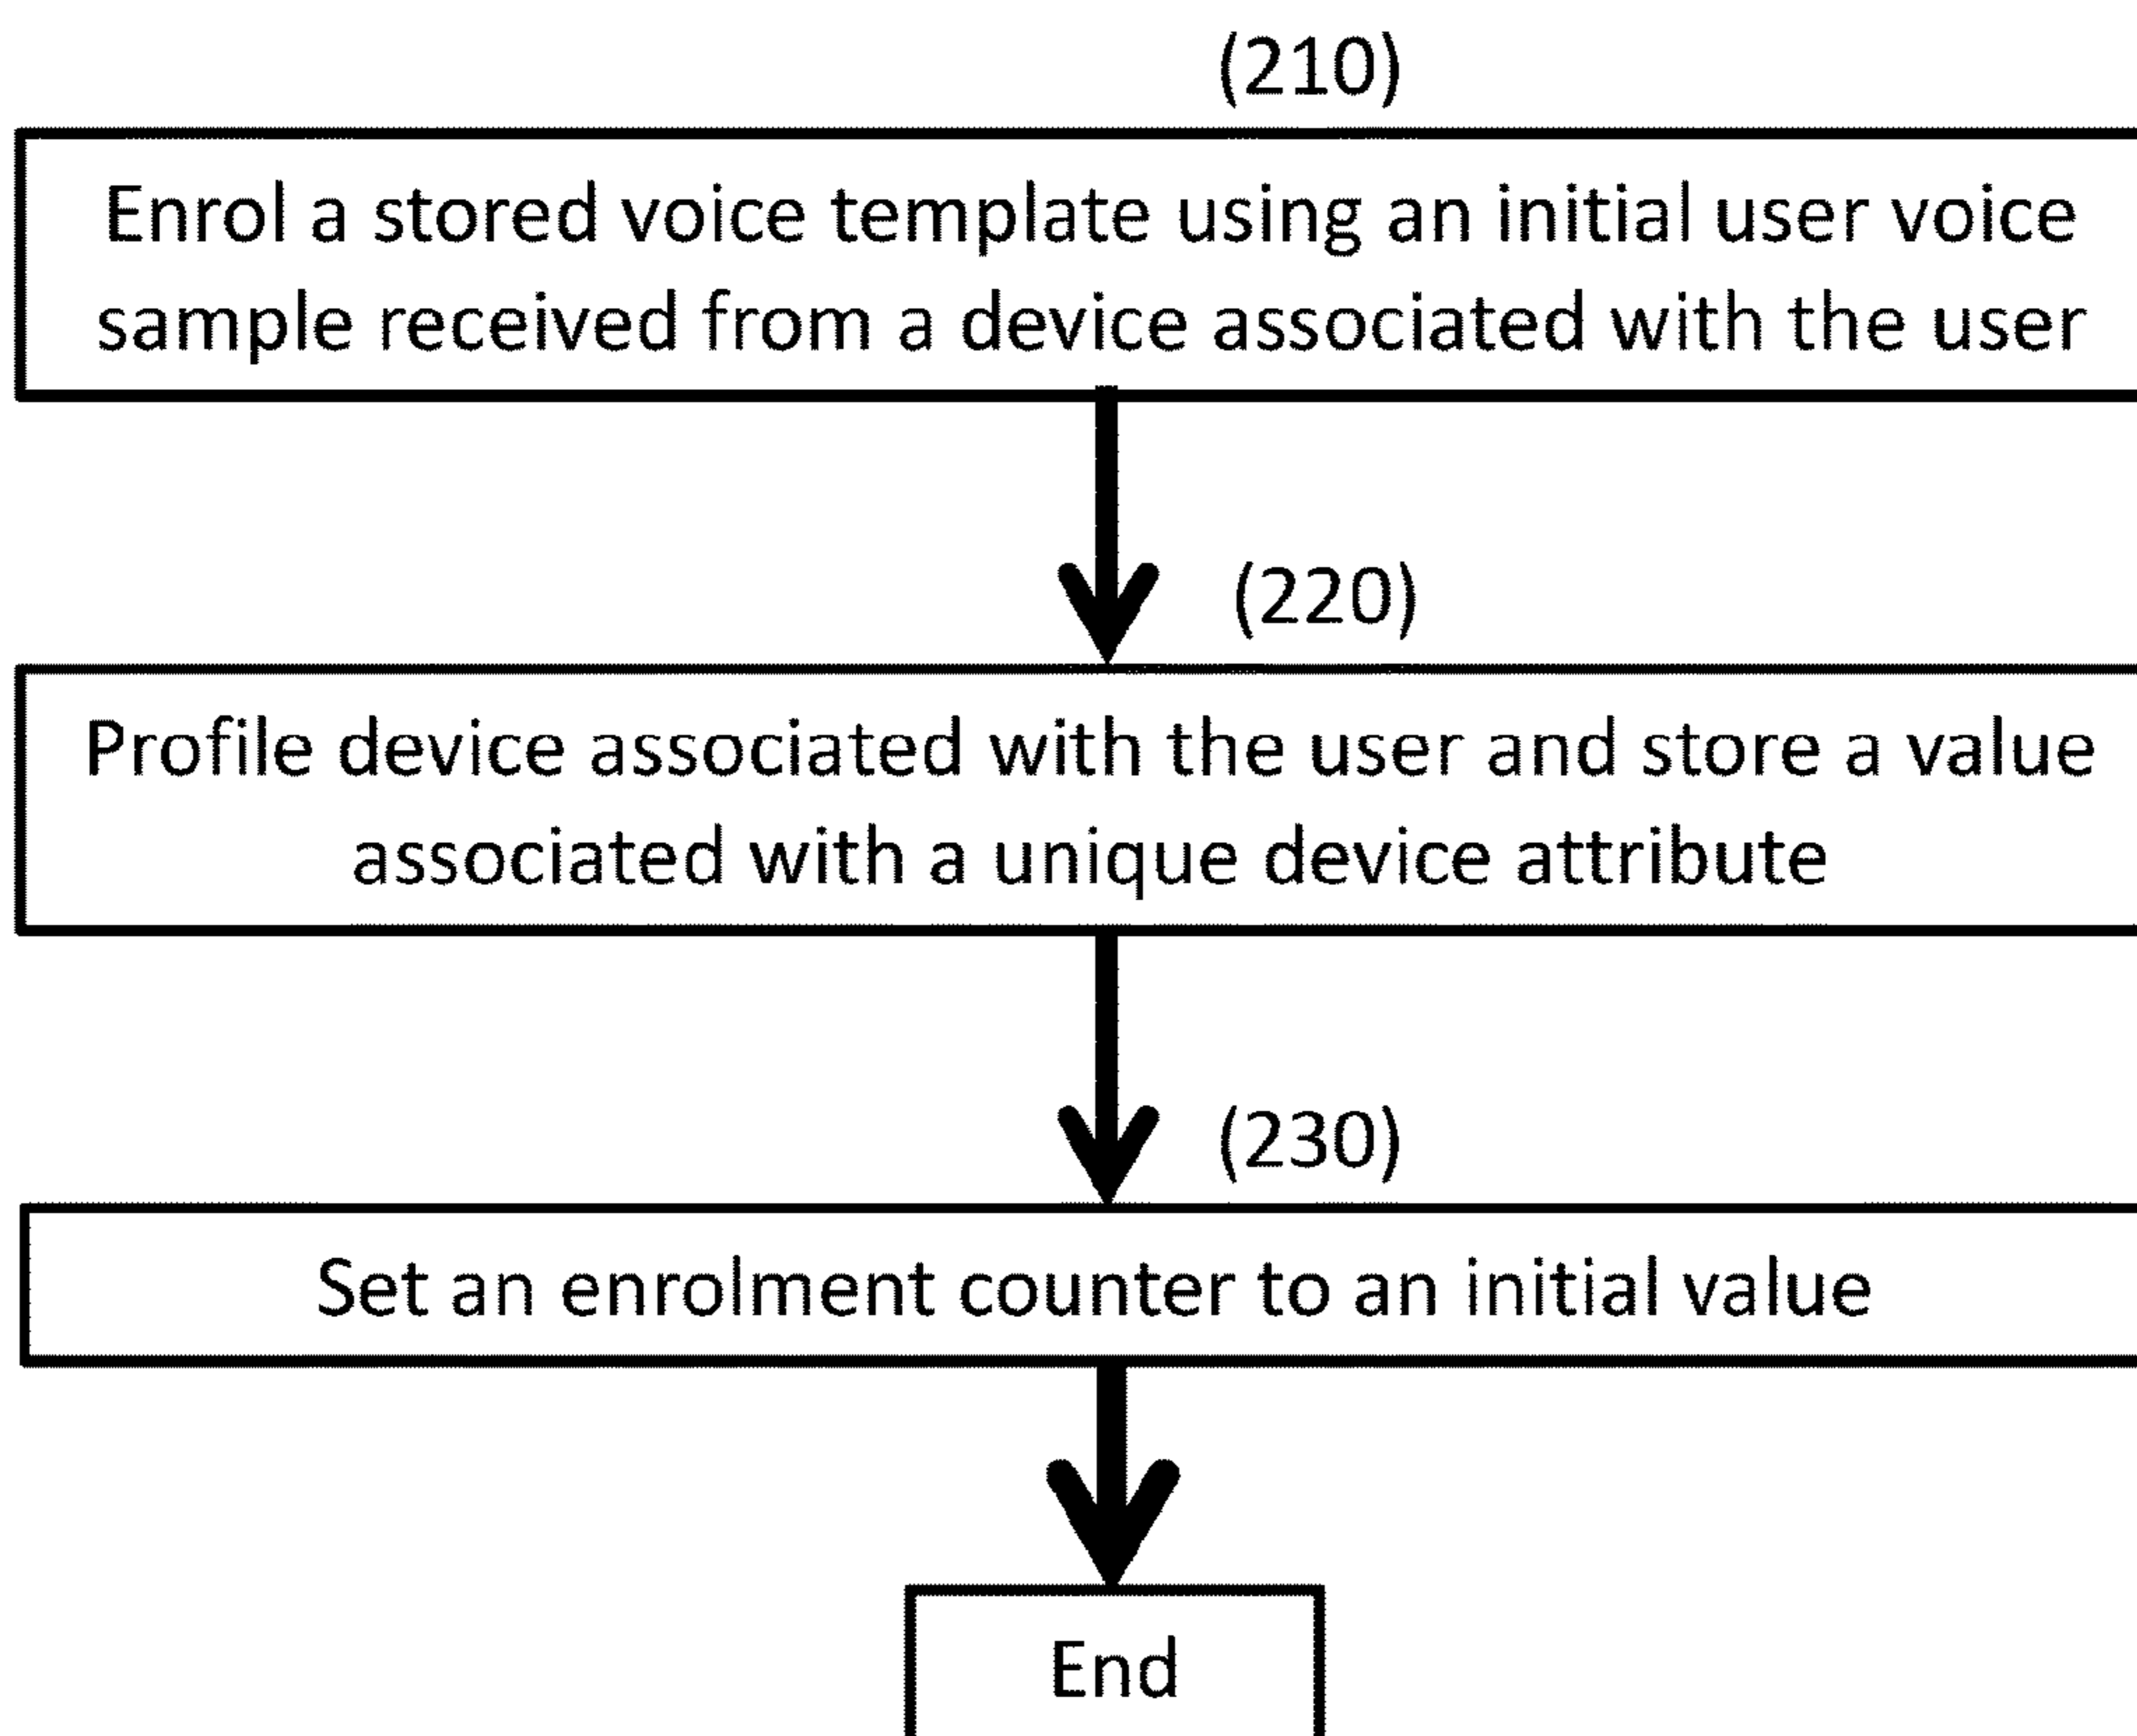 (210)
Enrol a stored voice template using an initial user voice
sample received from a device associated with the user
(220)
Profile device associated with the user and store a value
associated with a unique device attribute
(230)
Set an enrolment counter to an initial value
End